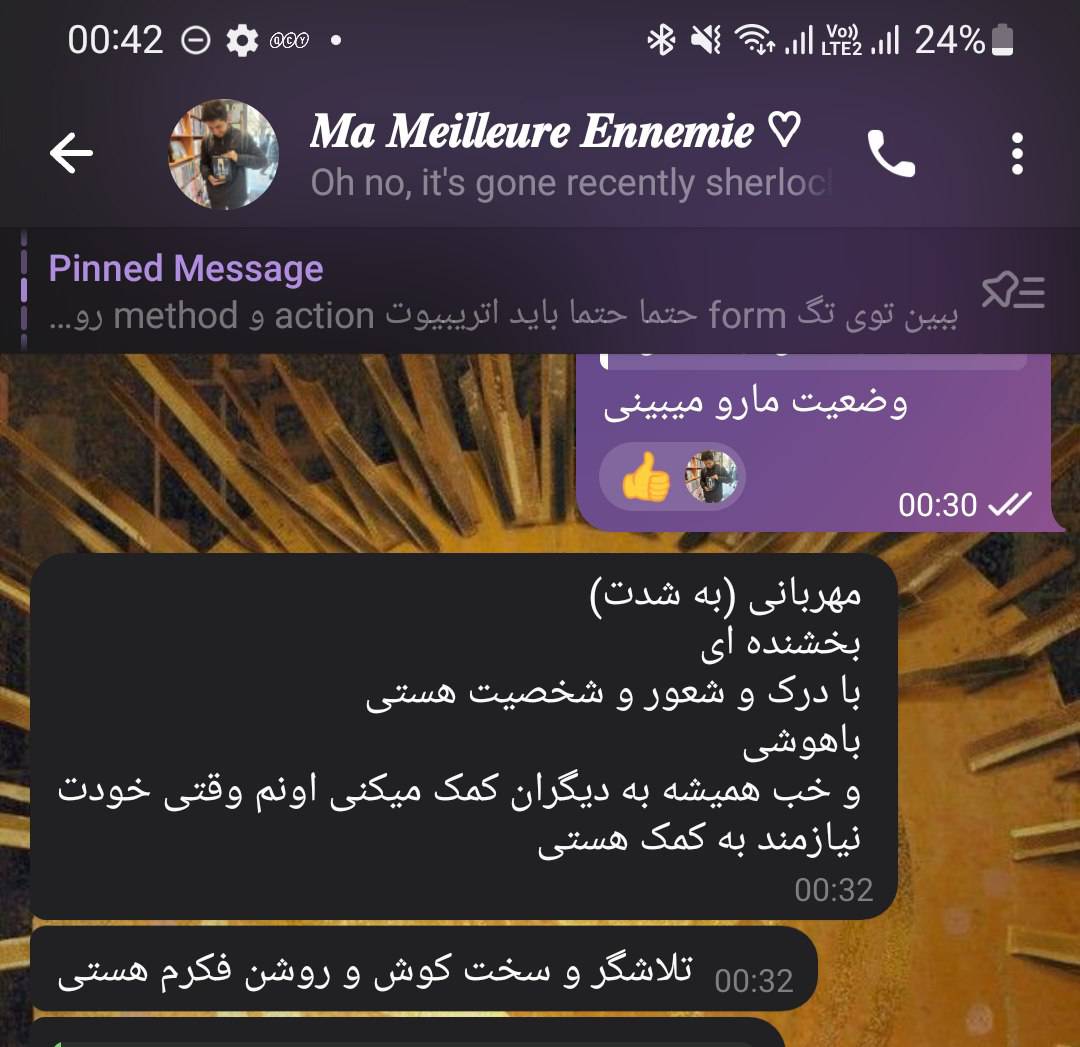 00:42 QCY Vo)) LTE2 24%
Ma Meilleure Ennemie ♡
Oh no, it's gone recently sherloc
Pinned Message
ببین توی تگ form حتما حتما باید اتریبیوت action و method رو...
وضعیت مارو میبینی
👍
00:30
مهربانی (به شدت)
بخشنده ای
با درک و شعور و شخصیت هستی
باهوشی
و خب همیشه به دیگران کمک میکنی اونم وقتی خودت
نیازمند به کمک هستی
00:32
تلاشگر و سخت کوش و روشن فکرم هستی 00:32